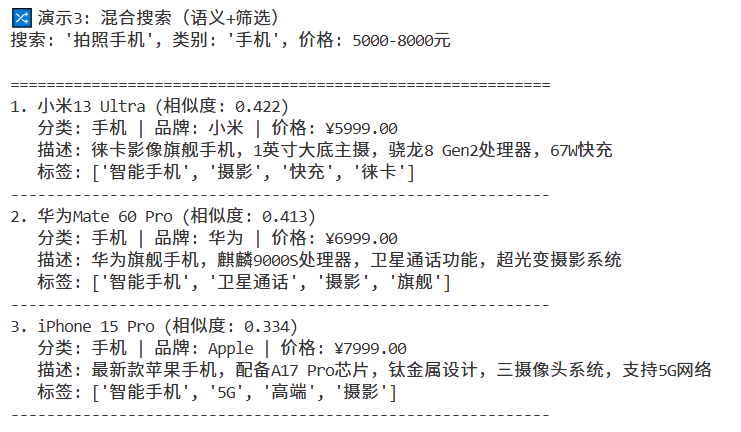 🔀 演示3: 混合搜索（语义+筛选）
搜索: '拍照手机'，类别: '手机'，价格: 5000-8000元
============================================================
1. 小米13 Ultra (相似度: 0.422)
分类: 手机 | 品牌: 小米 | 价格: ¥5999.00
描述: 徕卡影像旗舰手机，1英寸大底主摄，骁龙8 Gen2处理器，67W快充
标签: ['智能手机', '摄影', '快充', '徕卡']
------------------------------------------------------------
2. 华为Mate 60 Pro (相似度: 0.413)
分类: 手机 | 品牌: 华为 | 价格: ¥6999.00
描述: 华为旗舰手机，麒麟9000S处理器，卫星通话功能，超光变摄影系统
标签: ['智能手机', '卫星通话', '摄影', '旗舰']
------------------------------------------------------------
3. iPhone 15 Pro (相似度: 0.334)
分类: 手机 | 品牌: Apple | 价格: ¥7999.00
描述: 最新款苹果手机，配备A17 Pro芯片，钛金属设计，三摄像头系统，支持5G网络
标签: ['智能手机', '5G', '高端', '摄影']
------------------------------------------------------------